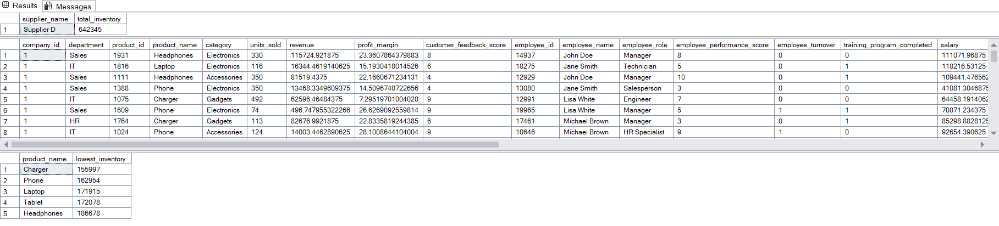 Results Messages
supplier_name total_inventory
1 Supplier D 642345
company_id department product_id product_name category units_sold revenue profit_margin customer_feedback_score employee_id employee_name employee_role employee_performance_score employee_turnover training_program_completed salary
1 1 Sales 1931 Headphones Electronics 330 115724.921875 23.3607864379883 8 14937 John Doe Manager 8 0 0 111071.96875
2 1 IT 1816 Laptop Electronics 116 16344.4619140625 15.1930418014526 6 18275 Jane Smith Technician 5 0 1 118216.53125
3 1 Sales 1111 Headphones Accessories 350 81519.4375 22.1660671234131 4 12929 John Doe Manager 10 0 1 109441.476562
4 1 Sales 1388 Phone Electronics 350 13468.3349609375 14.5096740722656 4 13080 Jane Smith Salesperson 3 0 0 41081.3046875
5 1 IT 1075 Charger Gadgets 492 62596.46484375 7.29519701004028 9 12991 Lisa White Engineer 7 0 0 64458.1914062
6 1 Sales 1609 Phone Electronics 74 496.747955322266 26.6269092559814 9 19965 Lisa White Manager 5 1 1 70871.234375
7 1 HR 1764 Charger Gadgets 113 82676.9921875 22.8335819244385 6 17461 Michael Brown Manager 3 0 1 85298.8828125
8 1 IT 1024 Phone Accessories 124 14003.4462890625 28.1008644104004 9 10646 Michael Brown HR Specialist 9 1 0 92654.390625
product_name lowest_inventory
1 Charger 155997
2 Phone 162954
3 Laptop 171915
4 Tablet 172078
5 Headphones 186678